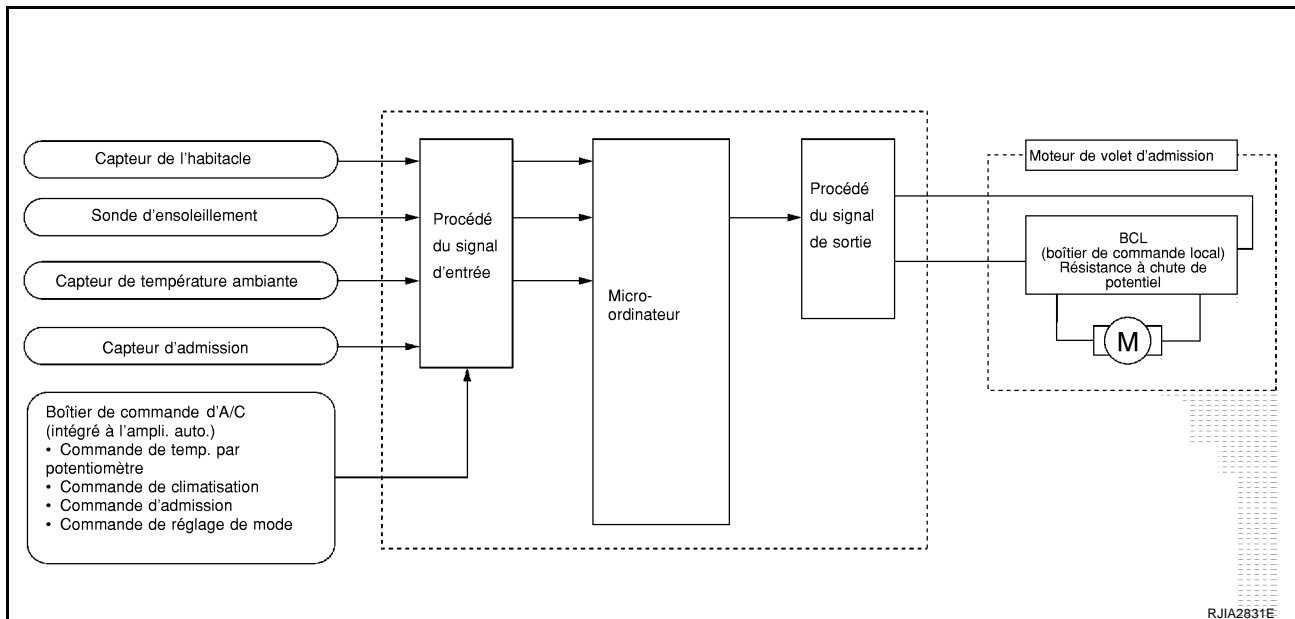 Capteur de l'habitacle
Sonde d'ensoleillement
Capteur de température ambiante
Capteur d'admission
Boîtier de commande d'A/C
(intégré à l'ampli. auto.)
• Commande de temp. par
potentiomètre
• Commande de climatisation
• Commande d'admission
• Commande de réglage de mode
Procédé
du signal
d'entrée
Micro-
ordinateur
Procédé
du signal
de sortie
Moteur de volet d'admission
BCL
(boîtier de commande local)
Résistance à chute de
potentiel
M
RJIA2831E